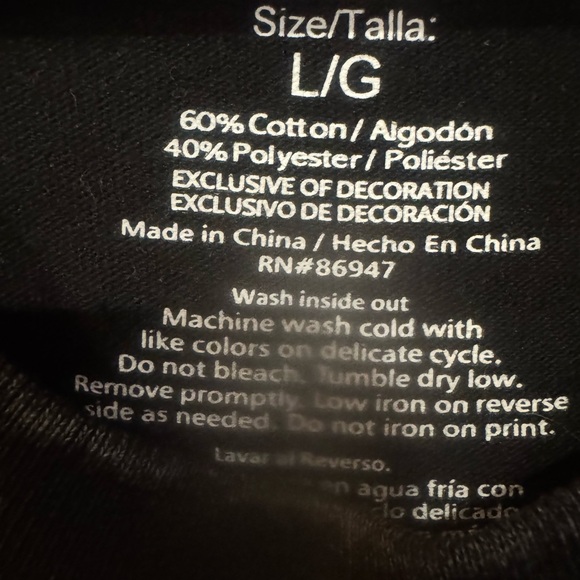 Size/Talla:
L/G
60% Cotton / Algodón
40% Polyester / Poliéster
EXCLUSIVE OF DECORATION
EXCLUSIVO DE DECORACIÓN
Made in China / Hecho En China
RN#86947
Wash inside out
Machine wash cold with
like colors on delicate cycle.
Do not bleach. Tumble dry low.
Remove promptly. Low iron on reverse
side as needed. Do not iron on print.
Lavar al Reverso.
en agua fría con
delicado